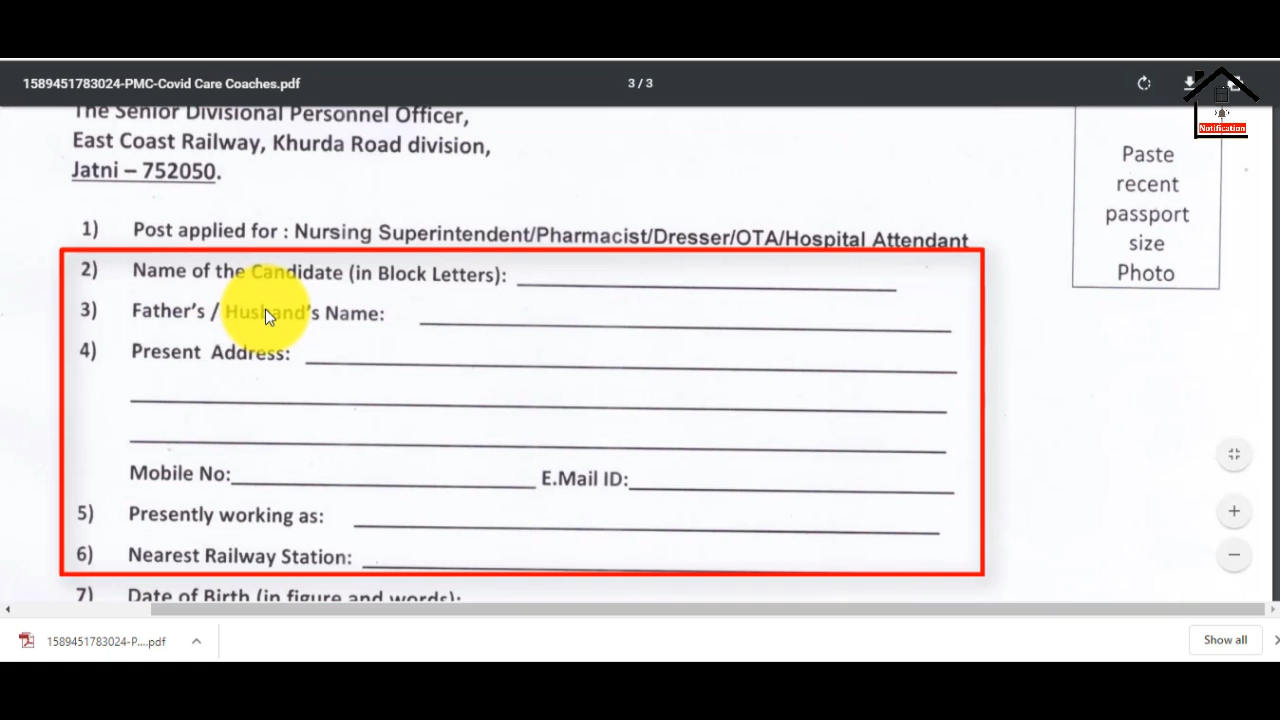 1589451783024-PMC-Covid Care Coaches.pdf
3 / 3
Notification
The Senior Divisional Personnel Officer,
East Coast Railway, Khurda Road division,
Jatni – 752050.
Paste
recent
passport
size
Photo
1) Post applied for : Nursing Superintendent/Pharmacist/Dresser/OTA/Hospital Attendant
2) Name of the Candidate (in Block Letters):
3) Father's / Husband's Name:
4) Present Address:
Mobile No: E.Mail ID:
5) Presently working as:
6) Nearest Railway Station:
7) Date of Birth (in figure and words):
1589451783024-P....pdf
Show all